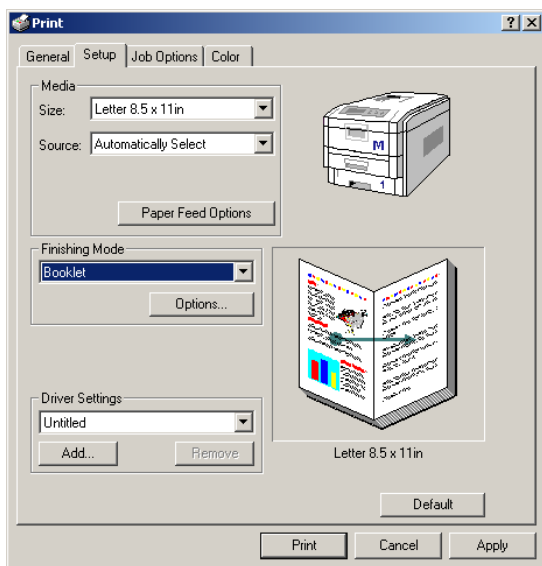 Print
General Setup Job Options Color
Media
Size: Letter 8.5 x 11in
Source: Automatically Select
Paper Feed Options
M
1
Finishing Mode
Booklet
Options...
Driver Settings
Untitled
Add... Remove
Letter 8.5 x 11in
Default
Print Cancel Apply